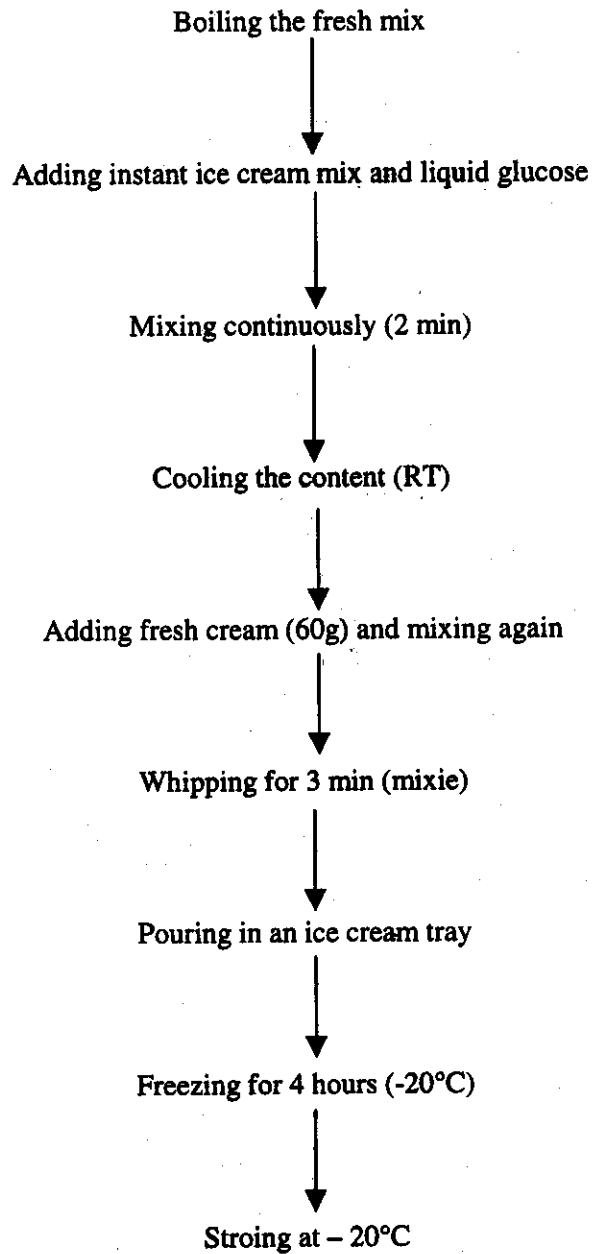 Boiling the fresh mix
Adding instant ice cream mix and liquid glucose
Mixing continuously (2 min)
Cooling the content (RT)
Adding fresh cream (60g) and mixing again
Whipping for 3 min (mixie)
Pouring in an ice cream tray
Freezing for 4 hours (-20°C)
Stroing at – 20°C